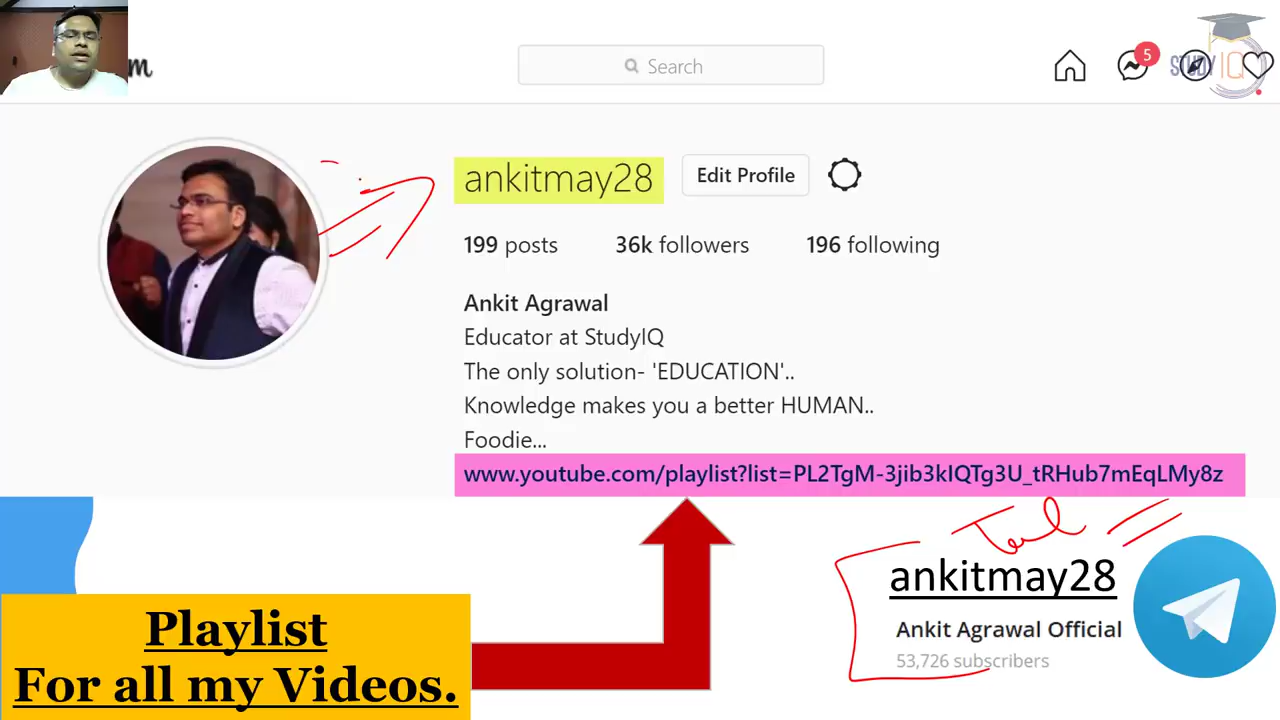 m
Search
5
STUDY IQ
ankitmay28
Edit Profile
199 posts 36k followers 196 following
Ankit Agrawal
Educator at StudyIQ
The only solution- 'EDUCATION'..
Knowledge makes you a better HUMAN..
Foodie...
www.youtube.com/playlist?list=PL2TgM-3jib3kIQTg3U_tRHub7mEqLMy8z
ankitmay28
Ankit Agrawal Official
53,726 subscribers
Playlist
For all my Videos.